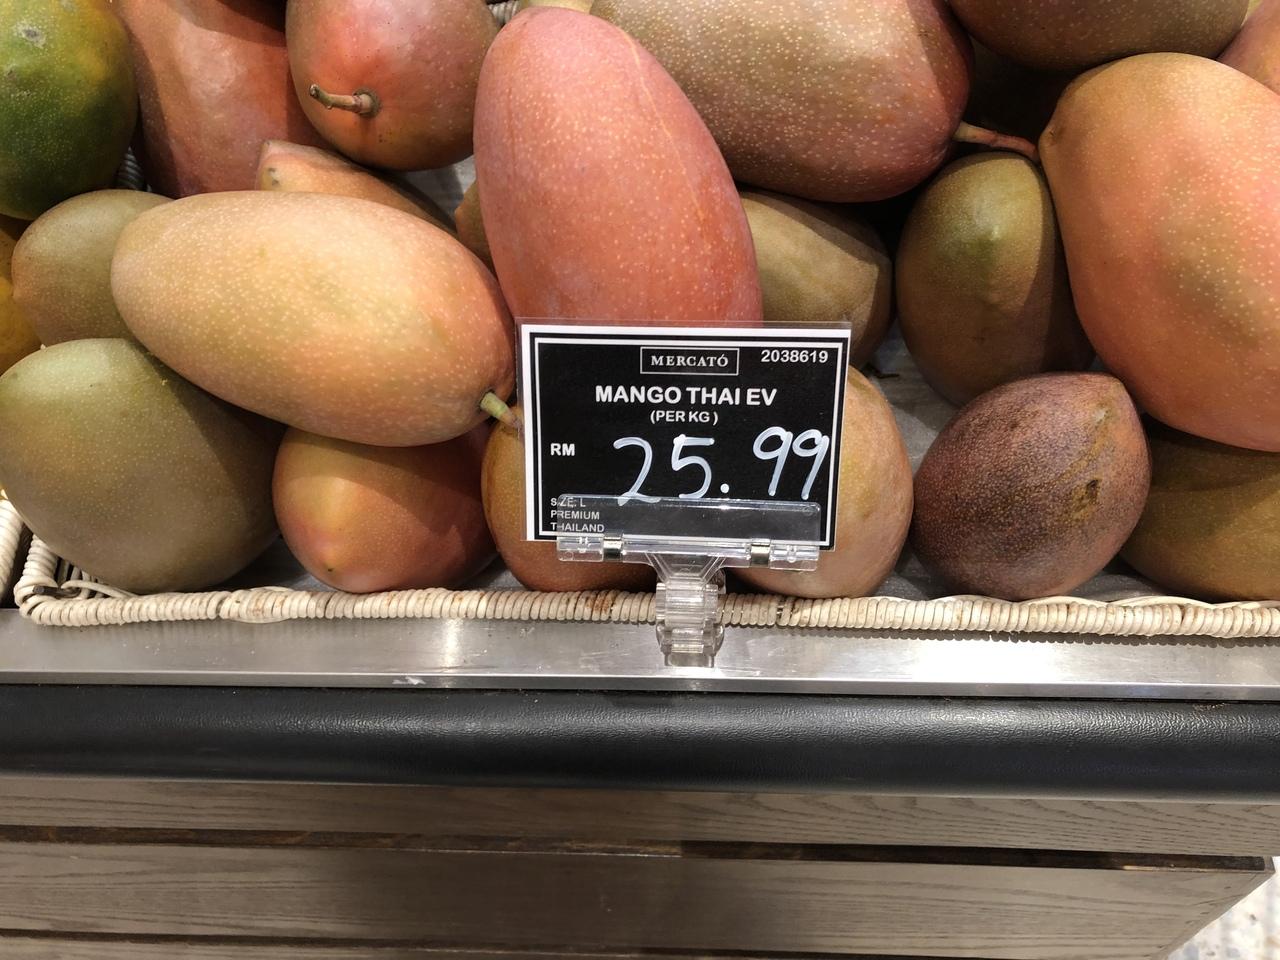 MERCATÓ
2038619
MANGO THAI EV
(PER KG)
RM 25.99
SIZE: L
PREMIUM
THAILAND